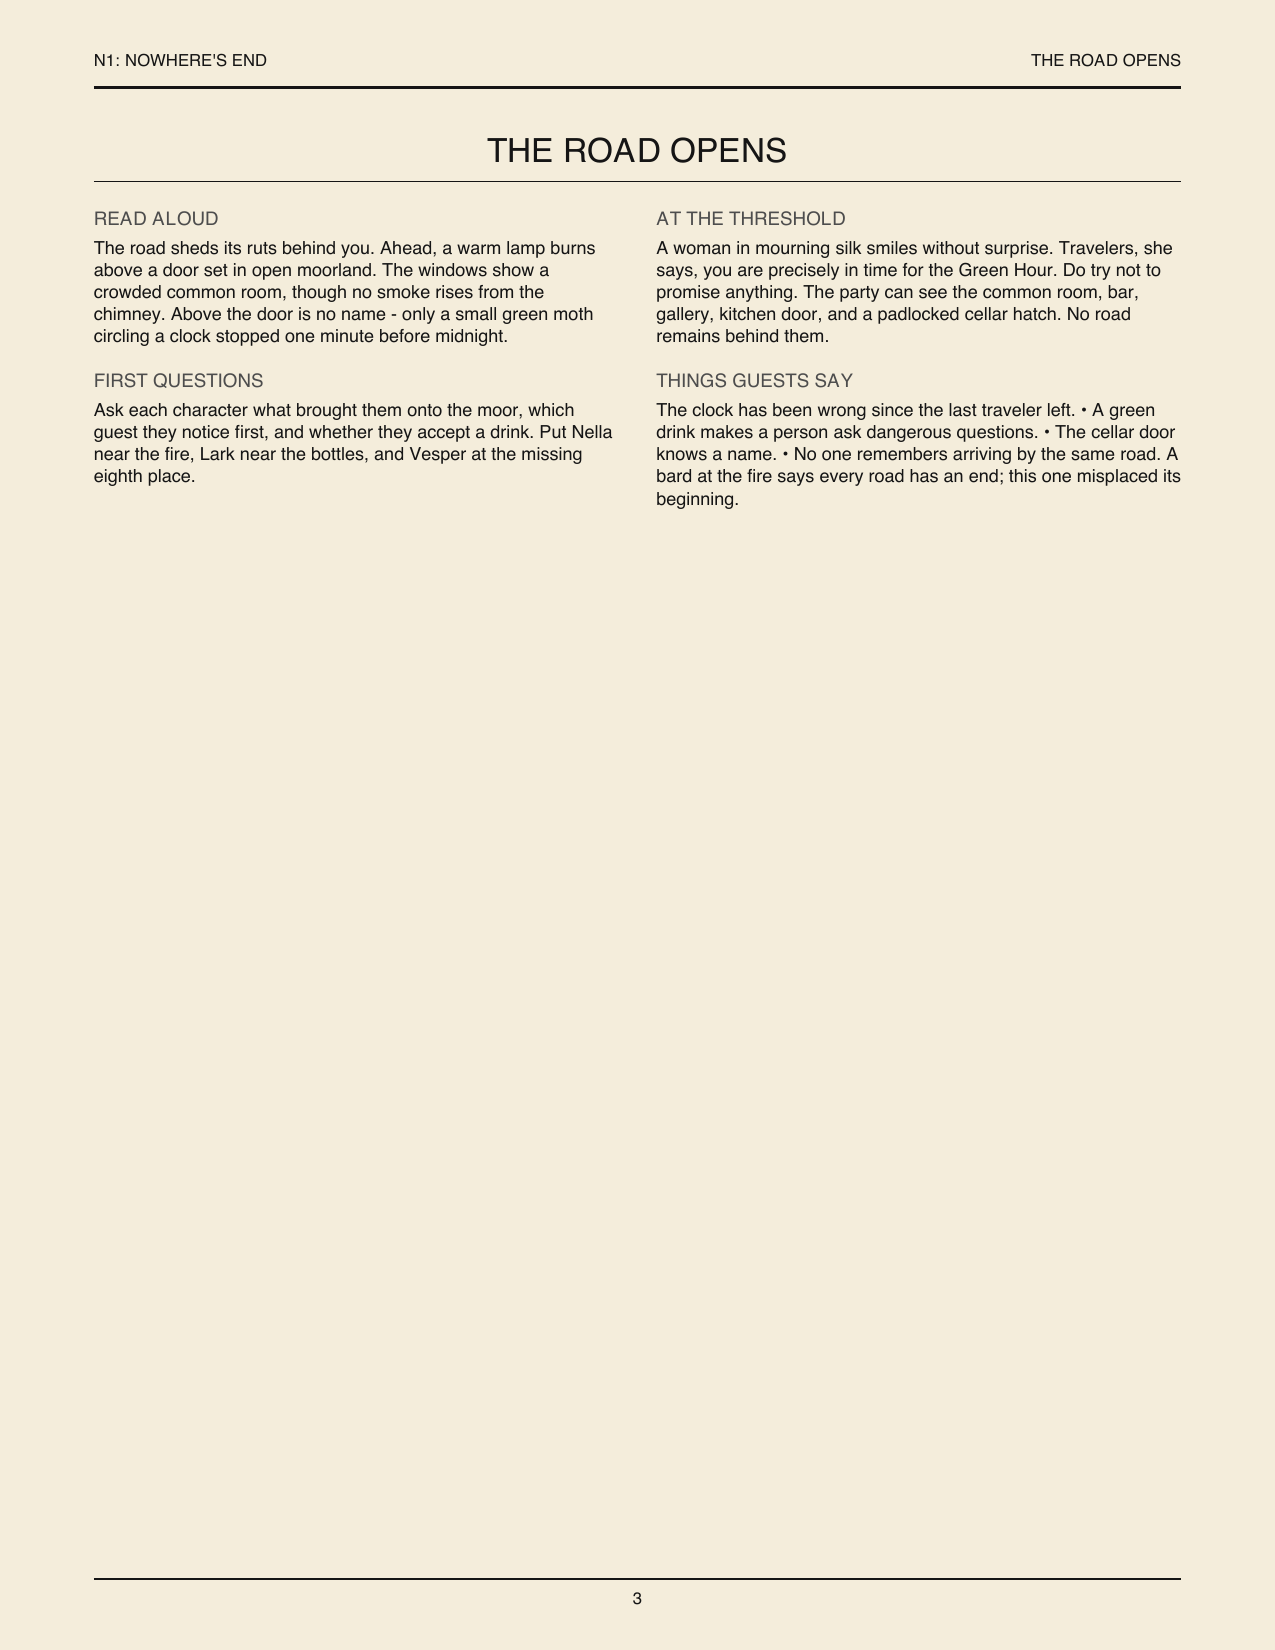 N1: NOWHERE'S END
THE ROAD OPENS
THE ROAD OPENS
READ ALOUD
The road sheds its ruts behind you. Ahead, a warm lamp burns
above a door set in open moorland. The windows show a
crowded common room, though no smoke rises from the
chimney. Above the door is no name - only a small green moth
circling a clock stopped one minute before midnight.
FIRST QUESTIONS
Ask each character what brought them onto the moor, which
guest they notice first, and whether they accept a drink. Put Nella
near the fire, Lark near the bottles, and Vesper at the missing
eighth place.
AT THE THRESHOLD
A woman in mourning silk smiles without surprise. Travelers, she
says, you are precisely in time for the Green Hour. Do try not to
promise anything. The party can see the common room, bar,
gallery, kitchen door, and a padlocked cellar hatch. No road
remains behind them.
THINGS GUESTS SAY
The clock has been wrong since the last traveler left. • A green
drink makes a person ask dangerous questions. • The cellar door
knows a name. • No one remembers arriving by the same road. A
bard at the fire says every road has an end; this one misplaced its
beginning.
3